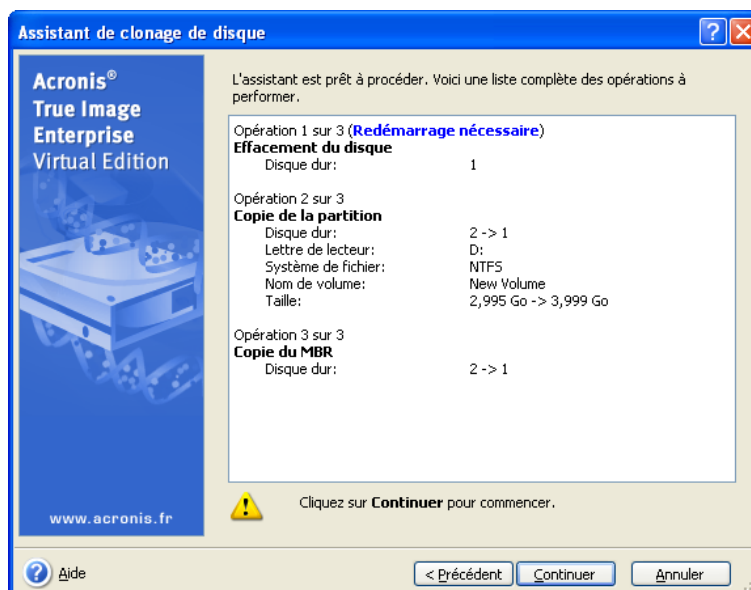 Assistant de clonage de disque
Acronis®
True Image
Enterprise
Virtual Edition
www.acronis.fr
L'assistant est prêt à procéder. Voici une liste complète des opérations à
performer.
Opération 1 sur 3 (Redémarrage nécessaire)
Effacement du disque
Disque dur: 1
Opération 2 sur 3
Copie de la partition
Disque dur: 2 -> 1
Lettre de lecteur: D:
Système de fichier: NTFS
Nom de volume: New Volume
Taille: 2,995 Go -> 3,999 Go
Opération 3 sur 3
Copie du MBR
Disque dur: 2 -> 1
Cliquez sur Continuer pour commencer.
Aide
< Précédent
Continuer
Annuler